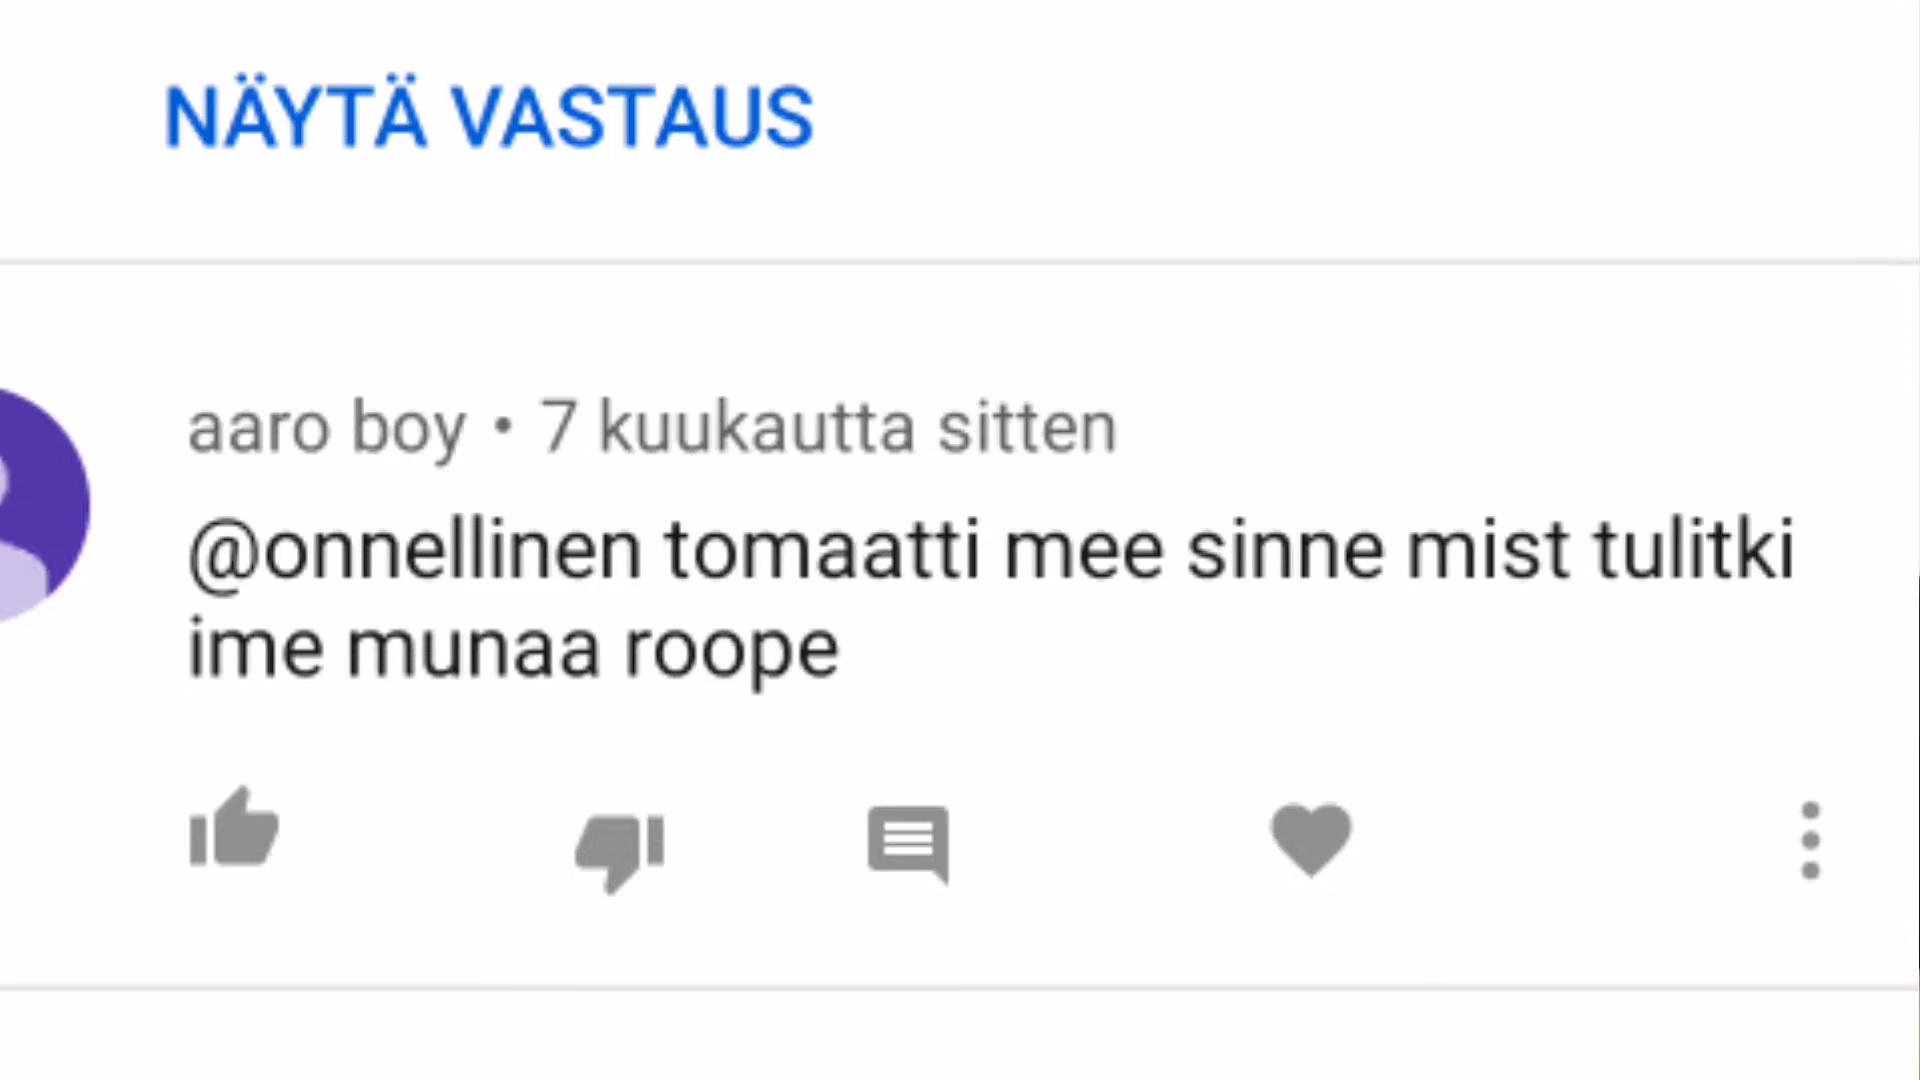 NÄYTÄ VASTAUS
aaro boy • 7 kuukautta sitten
@onnellinen tomaatti mee sinne mist tulitki
ime munaa roope